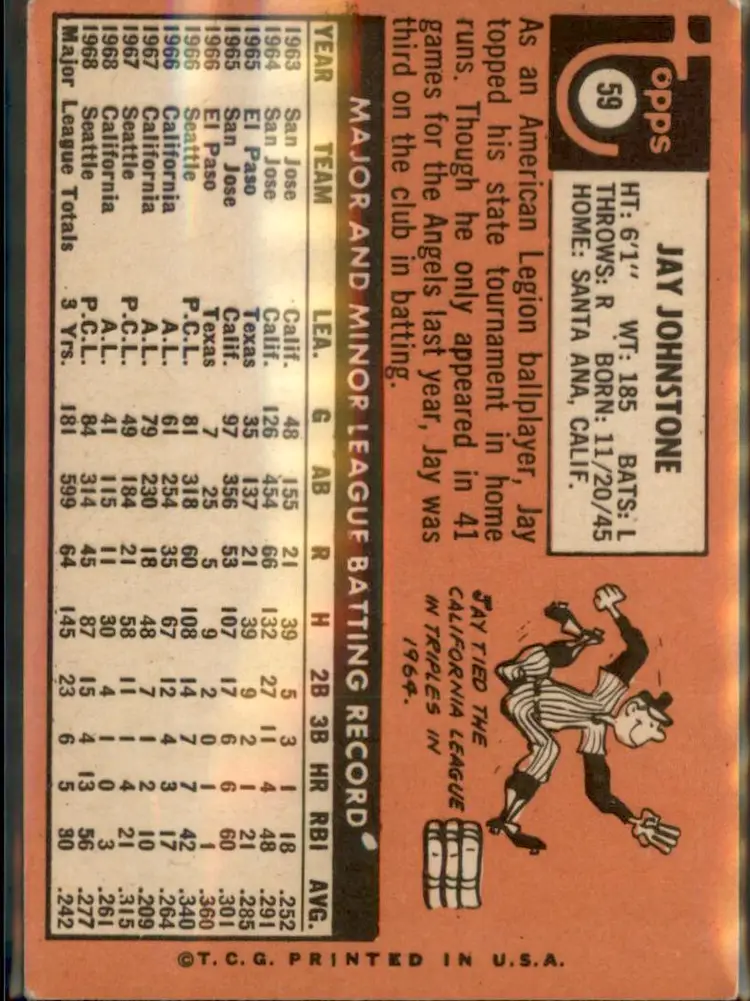 Topps
59
JAY JOHNSTONE
HT: 6'1" WT: 185 BATS: L
THROWS: R BORN: 11/20/45
HOME: SANTA ANA, CALIF.
As an American Legion ballplayer, Jay
topped his state tournament in home
runs. Though he only appeared in 41
games for the Angels last year, Jay was
third on the club in batting.
JAY TIED THE
CALIFORNIA LEAGUE
IN TRIPLES IN
1964.
MAJOR AND MINOR LEAGUE BATTING RECORD
YEAR TEAM LEA. G AB R H 2B 3B HR RBI AVG.
1963 San Jose Calif. 48 155 21 39 5 3 1 18 .252
1964 San Jose Calif. 126 454 66 132 27 11 4 48 .291
1965 El Paso Texas 35 137 21 39 9 2 1 21 .285
1965 San Jose Calif. 97 356 53 107 17 6 6 60 .301
1966 El Paso Texas 7 25 5 9 2 0 1 1 .360
1966 Seattle P.C.L. 81 318 60 108 14 7 7 42 .340
1966 California A.L. 61 254 35 67 12 4 3 17 .264
1967 California A.L. 79 230 18 48 7 1 2 10 .209
1967 Seattle P.C.L. 49 184 21 58 11 1 4 21 .315
1968 California A.L. 41 115 11 30 4 1 0 3 .261
1968 Seattle P.C.L. 84 314 45 87 15 4 13 56 .277
Major League Totals 3 Yrs. 181 599 64 145 23 6 5 30 .242
©T.C.G. PRINTED IN U.S.A.